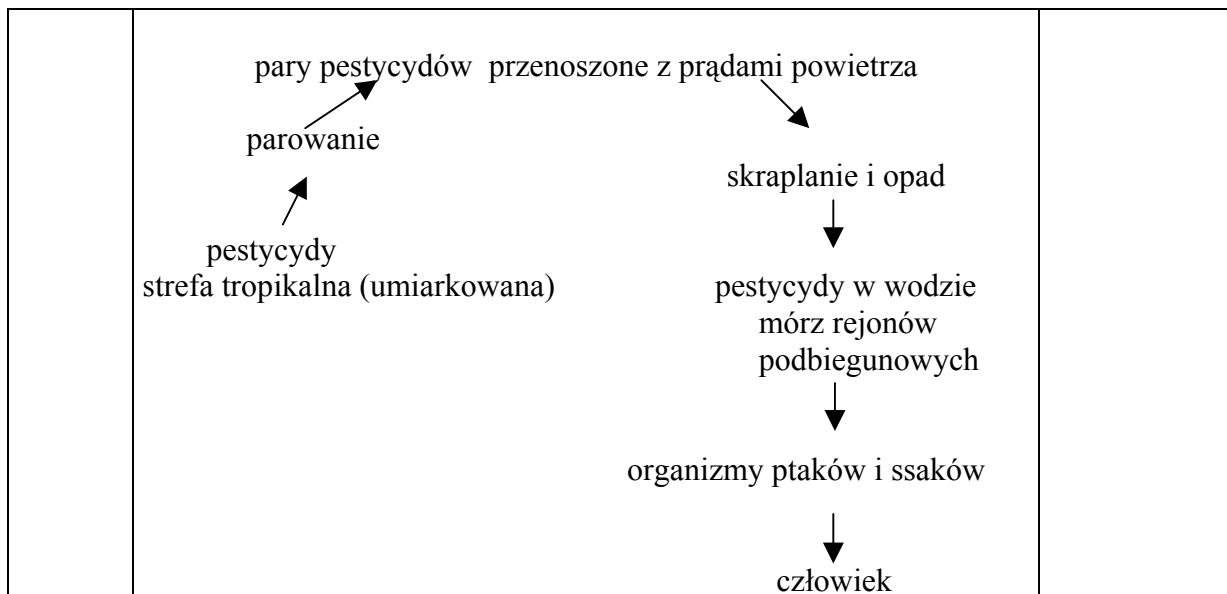 pary pestycydów przenoszone z prądami powietrza
parowanie
skraplanie i opad
pestycydy
strefa tropikalna (umiarkowana)
pestycydy w wodzie
mórz rejonów
podbiegunowych
organizmy ptaków i ssaków
człowiek